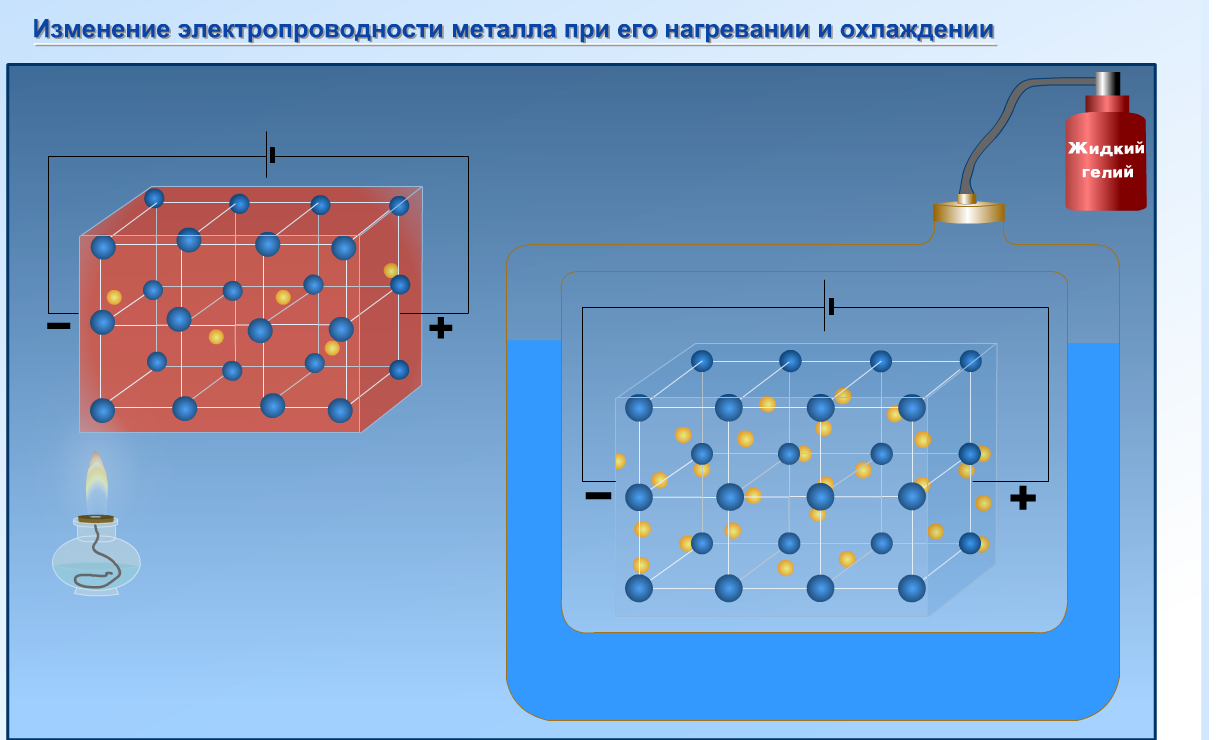 Изменение электропроводности металла при его нагревании и охлаждении
Жидкий
гелий
− +
− +